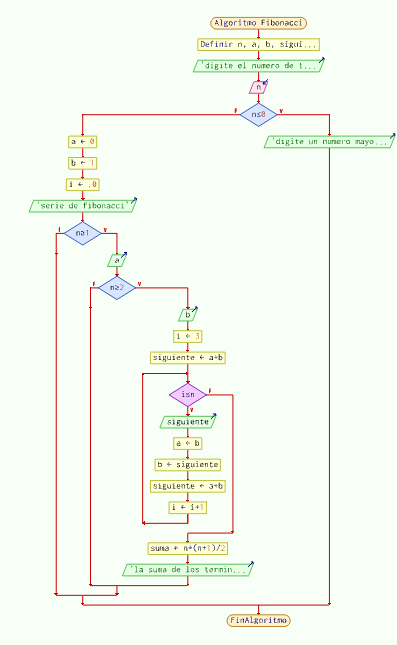 Algoritmo Fibonacci
Definir n, a, b, sigui...
'digite el numero de t...
n
n≤0
F
V
a ← 0
'digite un numero mayo...
b ← 1
i ← .0
'serie de fibonacci'
n≥1
F
V
a
n≥2
F
V
b
i ← 3
siguiente ← a+b
i≤n
F
V
siguiente
a ← b
b ← siguiente
siguiente ← a+b
i ← i+1
suma ← n*(n+1)/2
'la suma de los termin...
FinAlgoritmo